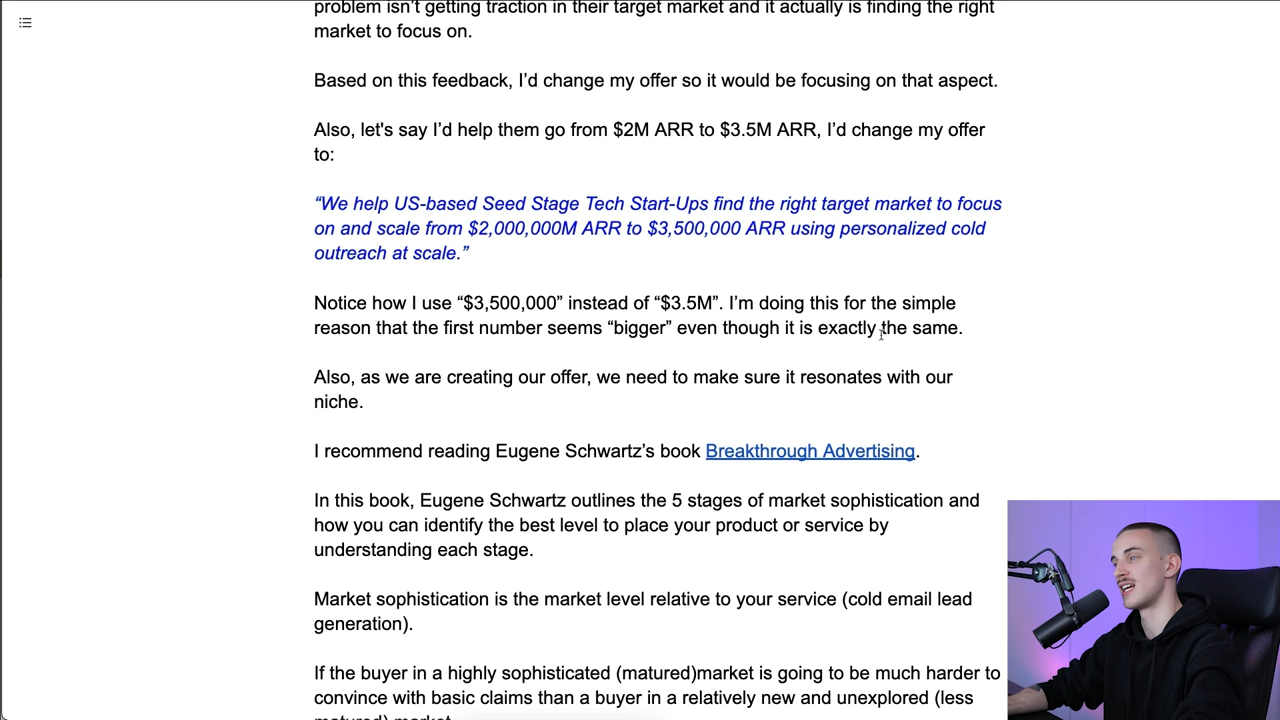 problem isn’t getting traction in their target market and it actually is finding the right
market to focus on.
Based on this feedback, I’d change my offer so it would be focusing on that aspect.
Also, let's say I’d help them go from $2M ARR to $3.5M ARR, I’d change my offer
to:
“We help US-based Seed Stage Tech Start-Ups find the right target market to focus
on and scale from $2,000,000M ARR to $3,500,000 ARR using personalized cold
outreach at scale.”
Notice how I use “$3,500,000” instead of “$3.5M”. I’m doing this for the simple
reason that the first number seems “bigger” even though it is exactly the same.
Also, as we are creating our offer, we need to make sure it resonates with our
niche.
I recommend reading Eugene Schwartz’s book Breakthrough Advertising.
In this book, Eugene Schwartz outlines the 5 stages of market sophistication and
how you can identify the best level to place your product or service by
understanding each stage.
Market sophistication is the market level relative to your service (cold email lead
generation).
If the buyer in a highly sophisticated (matured)market is going to be much harder to
convince with basic claims than a buyer in a relatively new and unexplored (less
matured) market.